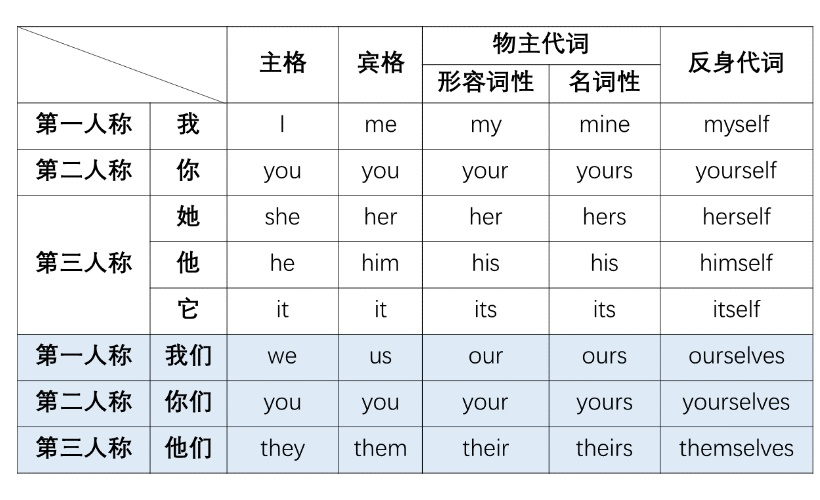 主格 宾格 物主代词 反身代词
形容词性 名词性
第一人称 我 I me my mine myself
第二人称 你 you you your yours yourself
第三人称 她 she her her hers herself
他 he him his his himself
它 it it its its itself
第一人称 我们 we us our ours ourselves
第二人称 你们 you you your yours yourselves
第三人称 他们 they them their theirs themselves